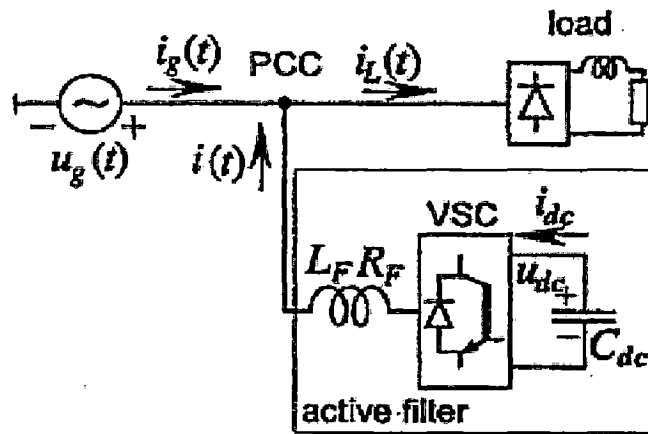 load
i_g(t) PCC i_L(t)
− ~ +
u_g(t) i(t)
VSC i_dc
L_F R_F u_dc
+
−
C_dc
active filter